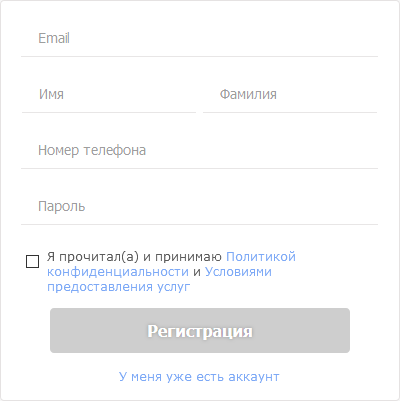 Email
Имя Фамилия
Номер телефона
Пароль
Я прочитал(а) и принимаю Политикой
конфиденциальности и Условиями
предоставления услуг
Регистрация
У меня уже есть аккаунт